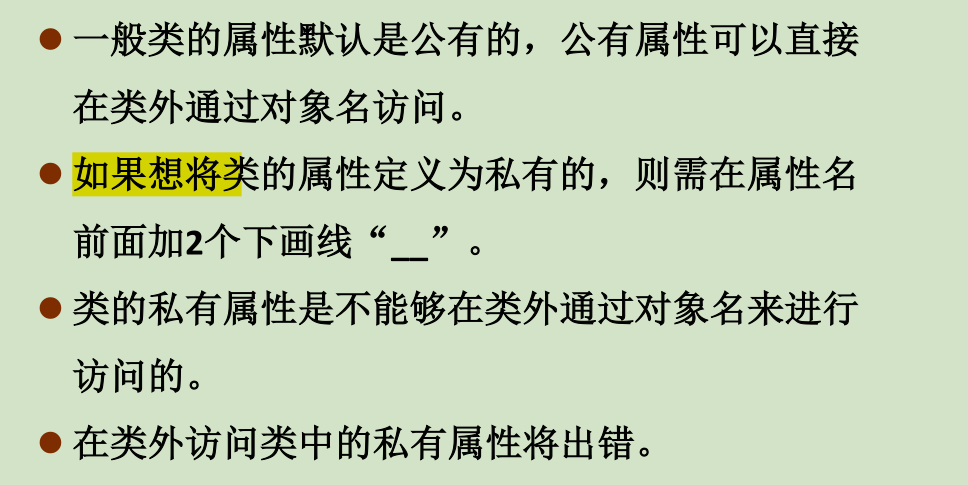 ● 一般类的属性默认是公有的，公有属性可以直接
在类外通过对象名访问。
● 如果想将类的属性定义为私有的，则需在属性名
前面加2个下画线“__”。
● 类的私有属性是不能够在类外通过对象名来进行
访问的。
● 在类外访问类中的私有属性将出错。